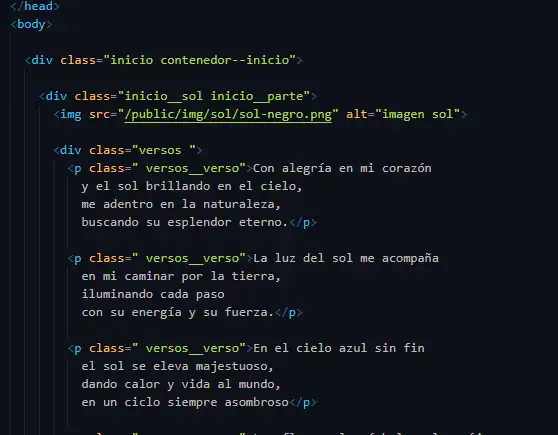 </head>
<body>
<div class="inicio contenedor--inicio">
<div class="inicio__sol inicio__parte">
<img src="/public/img/sol/sol-negro.png" alt="imagen sol">
<div class="versos ">
<p class=" versos__verso">Con alegría en mi corazón
y el sol brillando en el cielo,
me adentro en la naturaleza,
buscando su esplendor eterno.</p>
<p class=" versos__verso">La luz del sol me acompaña
en mi caminar por la tierra,
iluminando cada paso
con su energía y su fuerza.</p>
<p class=" versos__verso">En el cielo azul sin fin
el sol se eleva majestuoso,
dando calor y vida al mundo,
en un ciclo siempre asombroso</p>